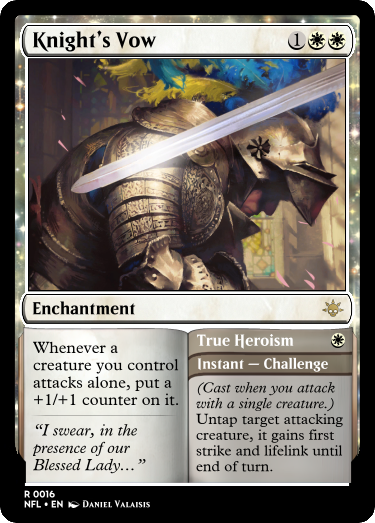 Knight's Vow 1
Enchantment
Whenever a
creature you control
attacks alone, put a
+1/+1 counter on it.
"I swear, in the
presence of our
Blessed Lady…"
True Heroism
Instant — Challenge
(Cast when you attack
with a single creature.)
Untap target attacking
creature, it gains first
strike and lifelink until
end of turn.
R 0016
NFL • EN Daniel Valaisis